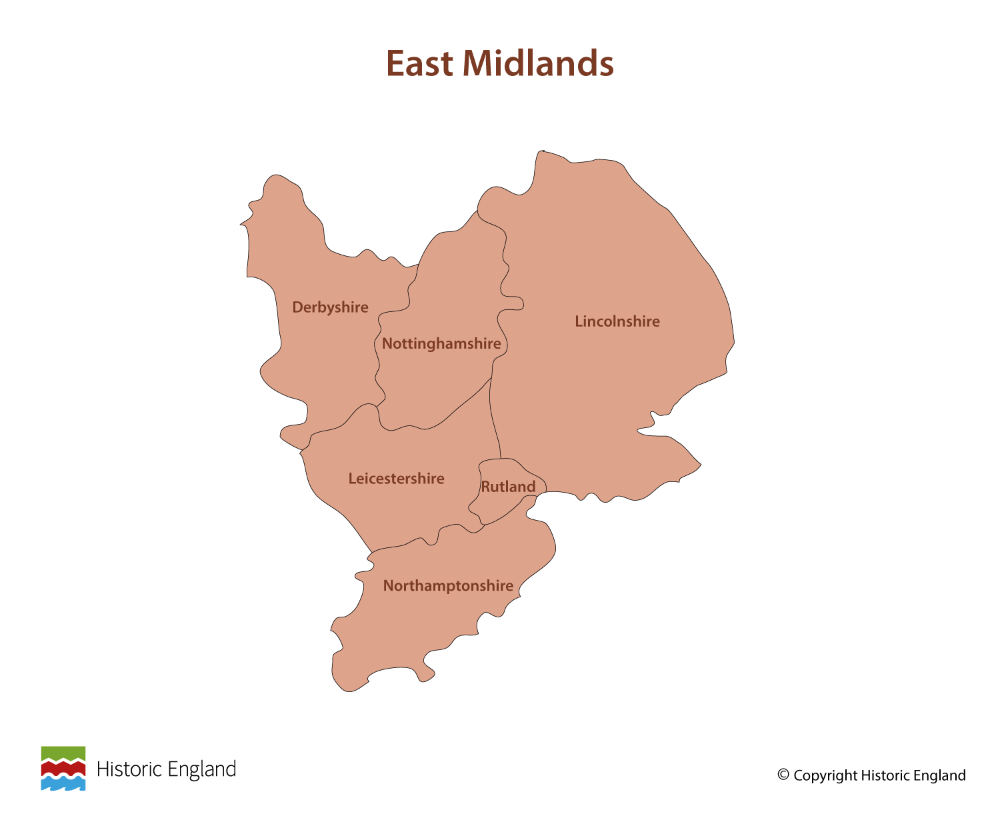 East Midlands
Derbyshire
Lincolnshire
Nottinghamshire
Leicestershire
Rutland
Northamptonshire
Historic England
© Copyright Historic England